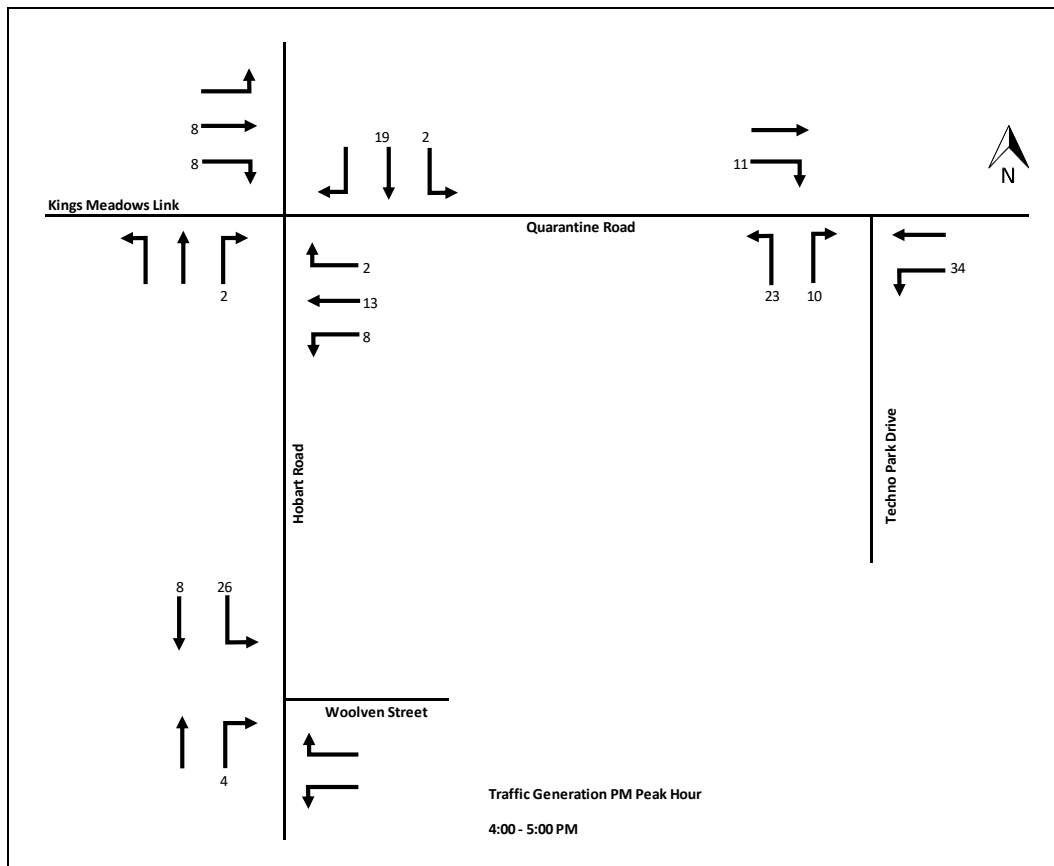 8
8
19 2
11
N
Kings Meadows Link
Quarantine Road
2
13
8
2
23 10
34
Hobart Road
Techno Park Drive
8 26
Woolven Street
4
Traffic Generation PM Peak Hour
4:00 - 5:00 PM